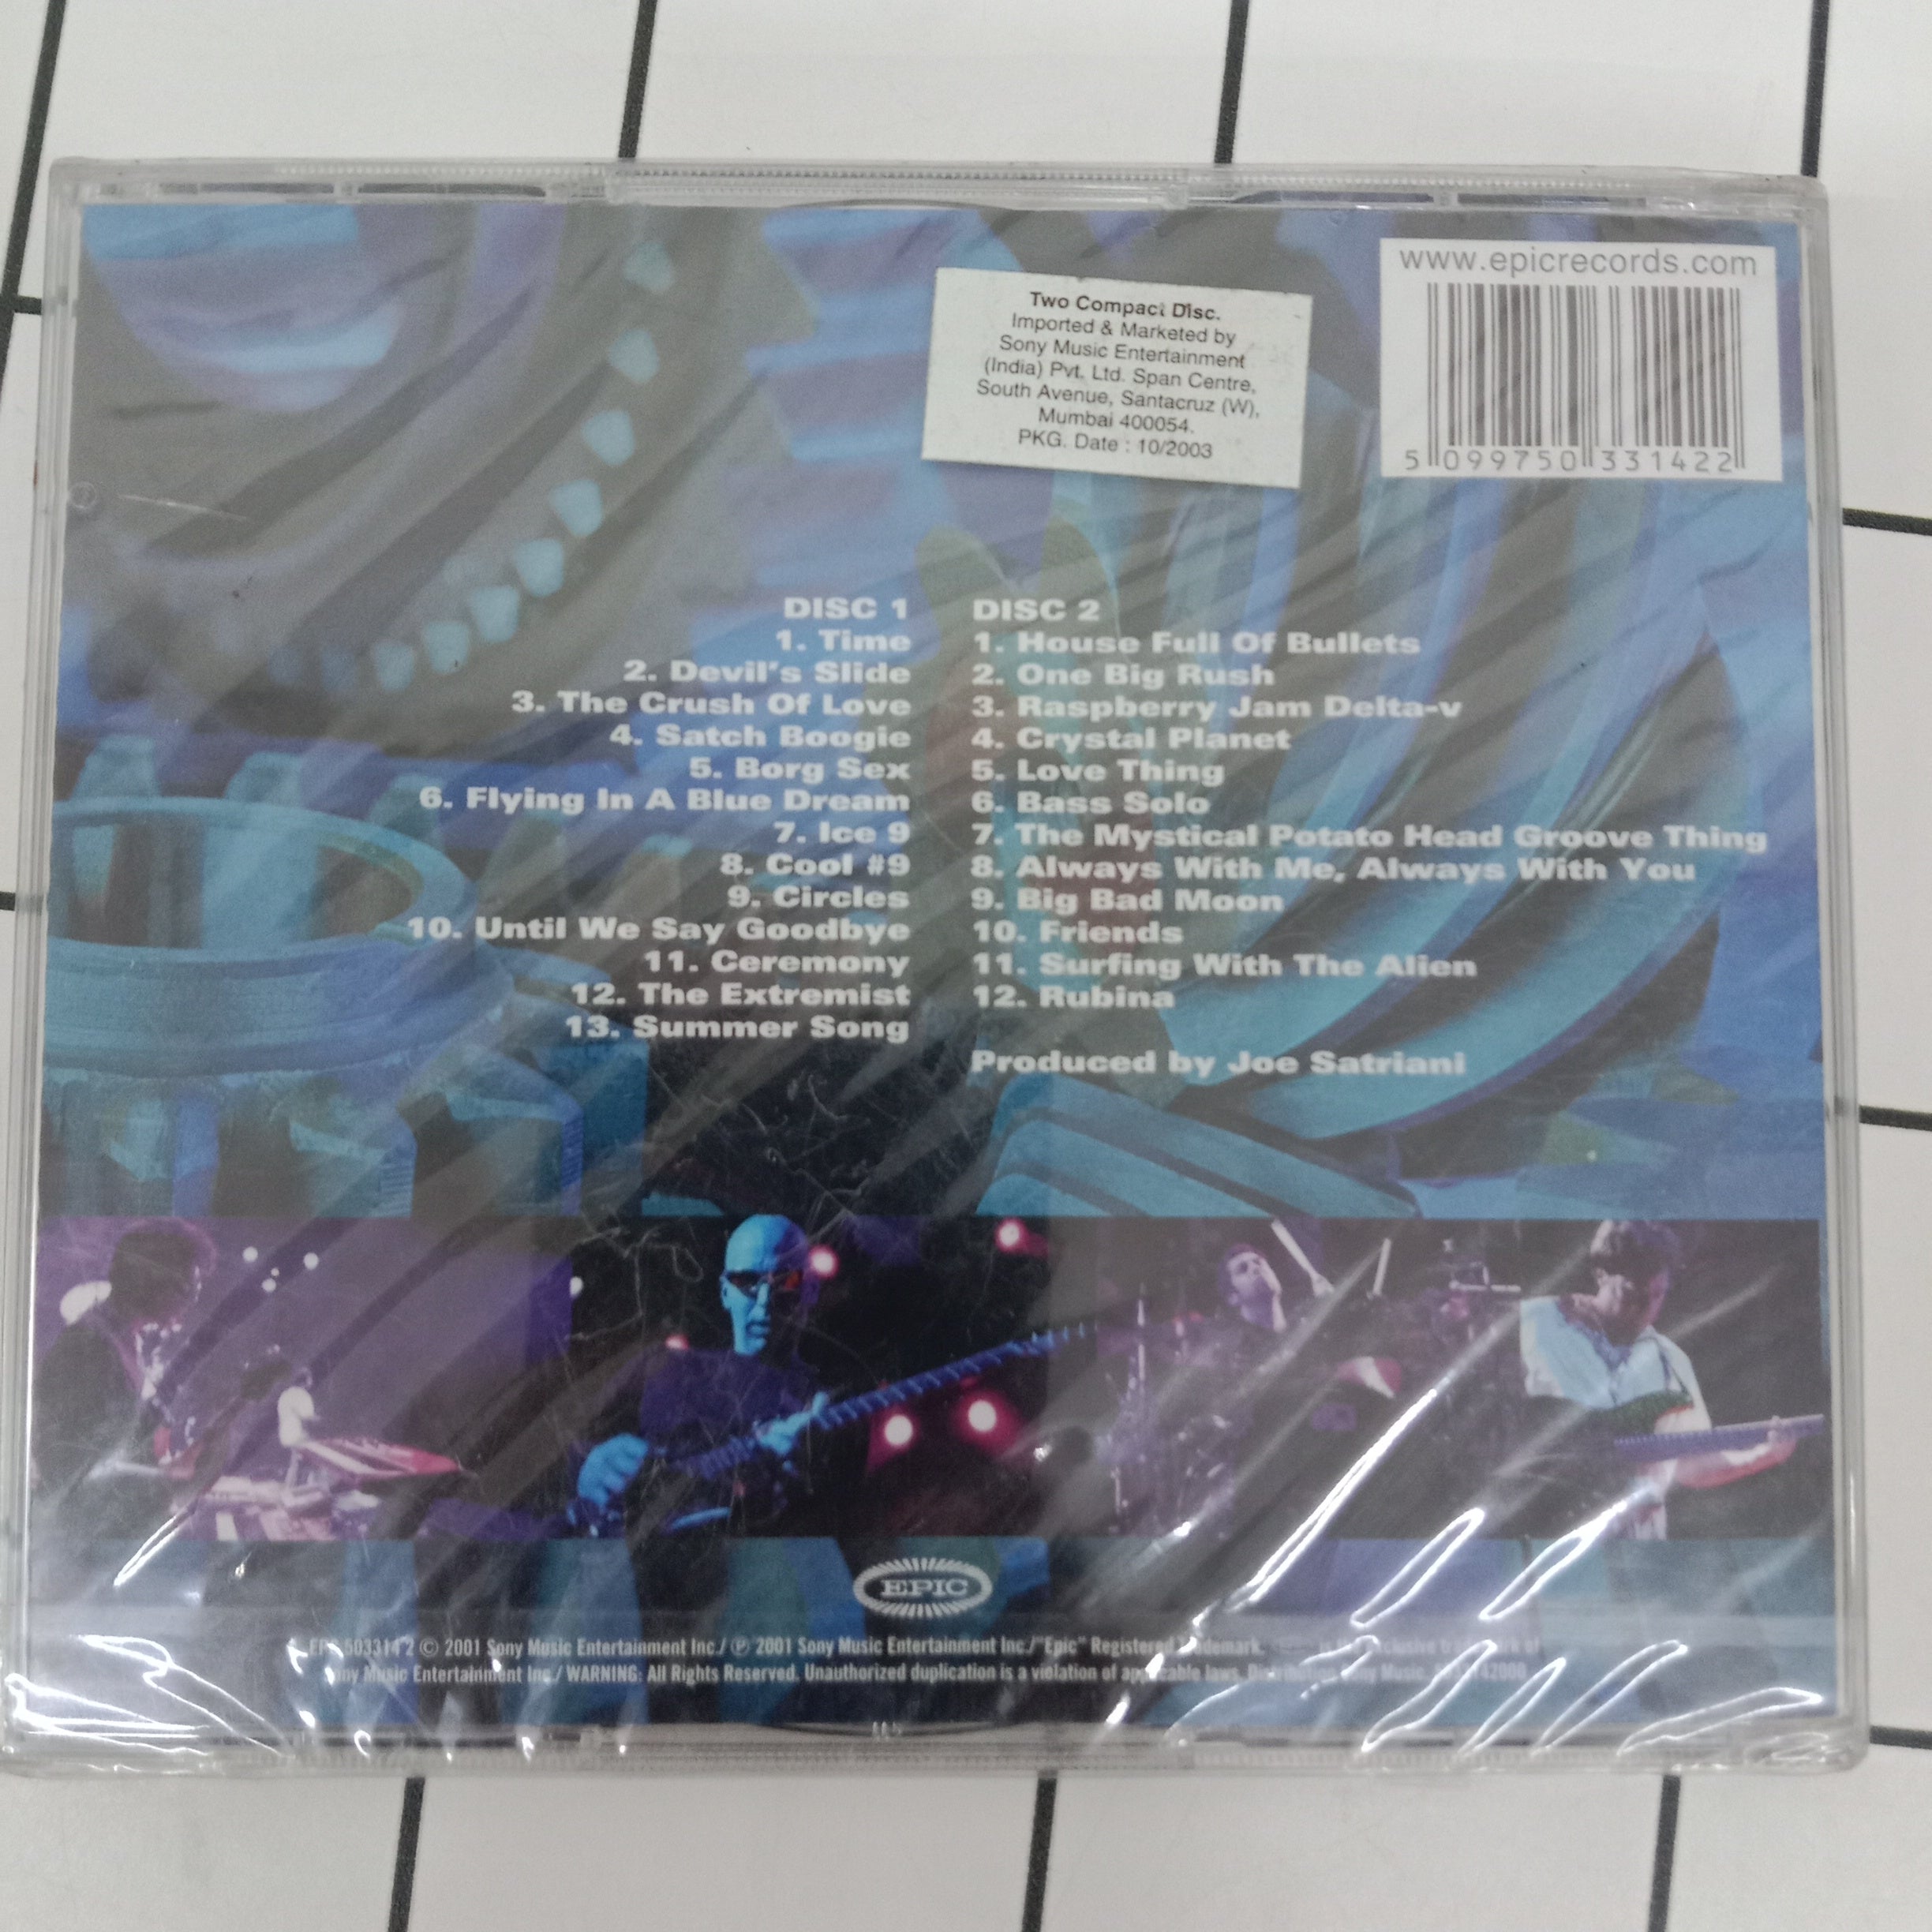 www.epicrecords.com
Two Compact Disc.
Imported & Marketed by
Sony Music Entertainment
(India) Pvt. Ltd. Span Centre,
South Avenue, Santacruz (W),
Mumbai 400054.
PKG. Date : 10/2003
5 099750 331422
DISC 1
1. Time
2. Devil's Slide
3. The Crush Of Love
4. Satch Boogie
5. Borg Sex
6. Flying In A Blue Dream
7. Ice 9
8. Cool #9
9. Circles
10. Until We Say Goodbye
11. Ceremony
12. The Extremist
13. Summer Song
DISC 2
1. House Full Of Bullets
2. One Big Rush
3. Raspberry Jam Delta-v
4. Crystal Planet
5. Love Thing
6. Bass Solo
7. The Mystical Potato Head Groove Thing
8. Always With Me, Always With You
9. Big Bad Moon
10. Friends
11. Surfing With The Alien
12. Rubina
Produced by Joe Satriani
EPIC
503314 2 © 2001 Sony Music Entertainment Inc./ ℗ 2001 Sony Music Entertainment Inc./"Epic" Registered of
Music Entertainment Inc./ WARNING: All Rights Reserved. Unauthorized duplication is a violation of applicable laws. Music.